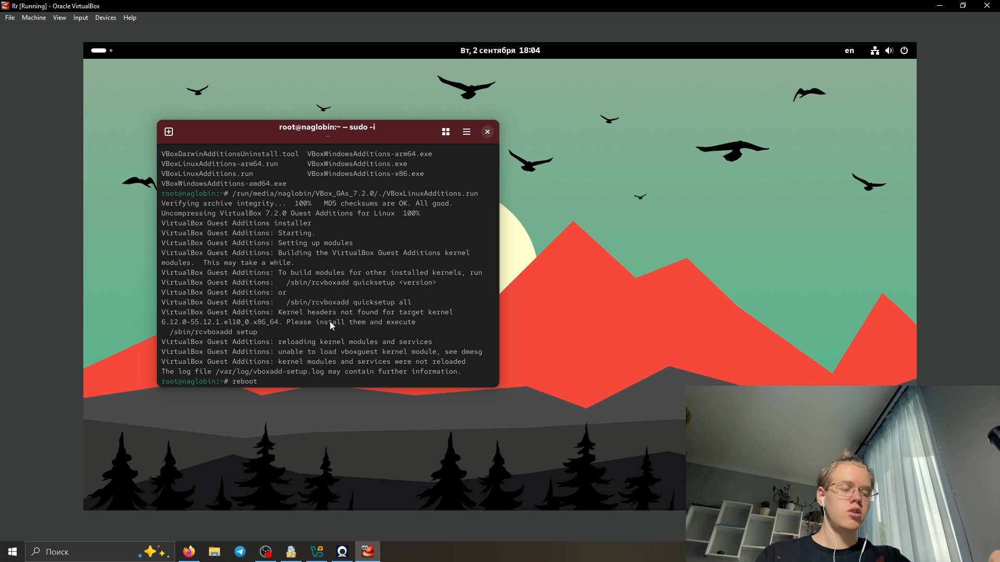 Rr [Running] - Oracle VirtualBox
File Machine View Input Devices Help
Вт, 2 сентября 18:04
en
root@naglobin:~ — sudo -i
~
VBoxDarwinAdditionsUninstall.tool  VBoxWindowsAdditions-arm64.exe
VBoxLinuxAdditions-arm64.run       VBoxWindowsAdditions.exe
VBoxLinuxAdditions.run             VBoxWindowsAdditions-x86.exe
VBoxWindowsAdditions-amd64.exe
root@naglobin:~# /run/media/naglobin/VBox_GAs_7.2.0/./VBoxLinuxAdditions.run
Verifying archive integrity...  100%   MD5 checksums are OK. All good.
Uncompressing VirtualBox 7.2.0 Guest Additions for Linux  100%
VirtualBox Guest Additions installer
VirtualBox Guest Additions: Starting.
VirtualBox Guest Additions: Setting up modules
VirtualBox Guest Additions: Building the VirtualBox Guest Additions kernel
modules.  This may take a while.
VirtualBox Guest Additions: To build modules for other installed kernels, run
VirtualBox Guest Additions:   /sbin/rcvboxadd quicksetup <version>
VirtualBox Guest Additions: or
VirtualBox Guest Additions:   /sbin/rcvboxadd quicksetup all
VirtualBox Guest Additions: Kernel headers not found for target kernel
6.12.0-55.12.1.el10_0.x86_64. Please install them and execute
  /sbin/rcvboxadd setup
VirtualBox Guest Additions: reloading kernel modules and services
VirtualBox Guest Additions: unable to load vboxguest kernel module, see dmesg
VirtualBox Guest Additions: kernel modules and services were not reloaded
The log file /var/log/vboxadd-setup.log may contain further information.
root@naglobin:~# reboot
Поиск